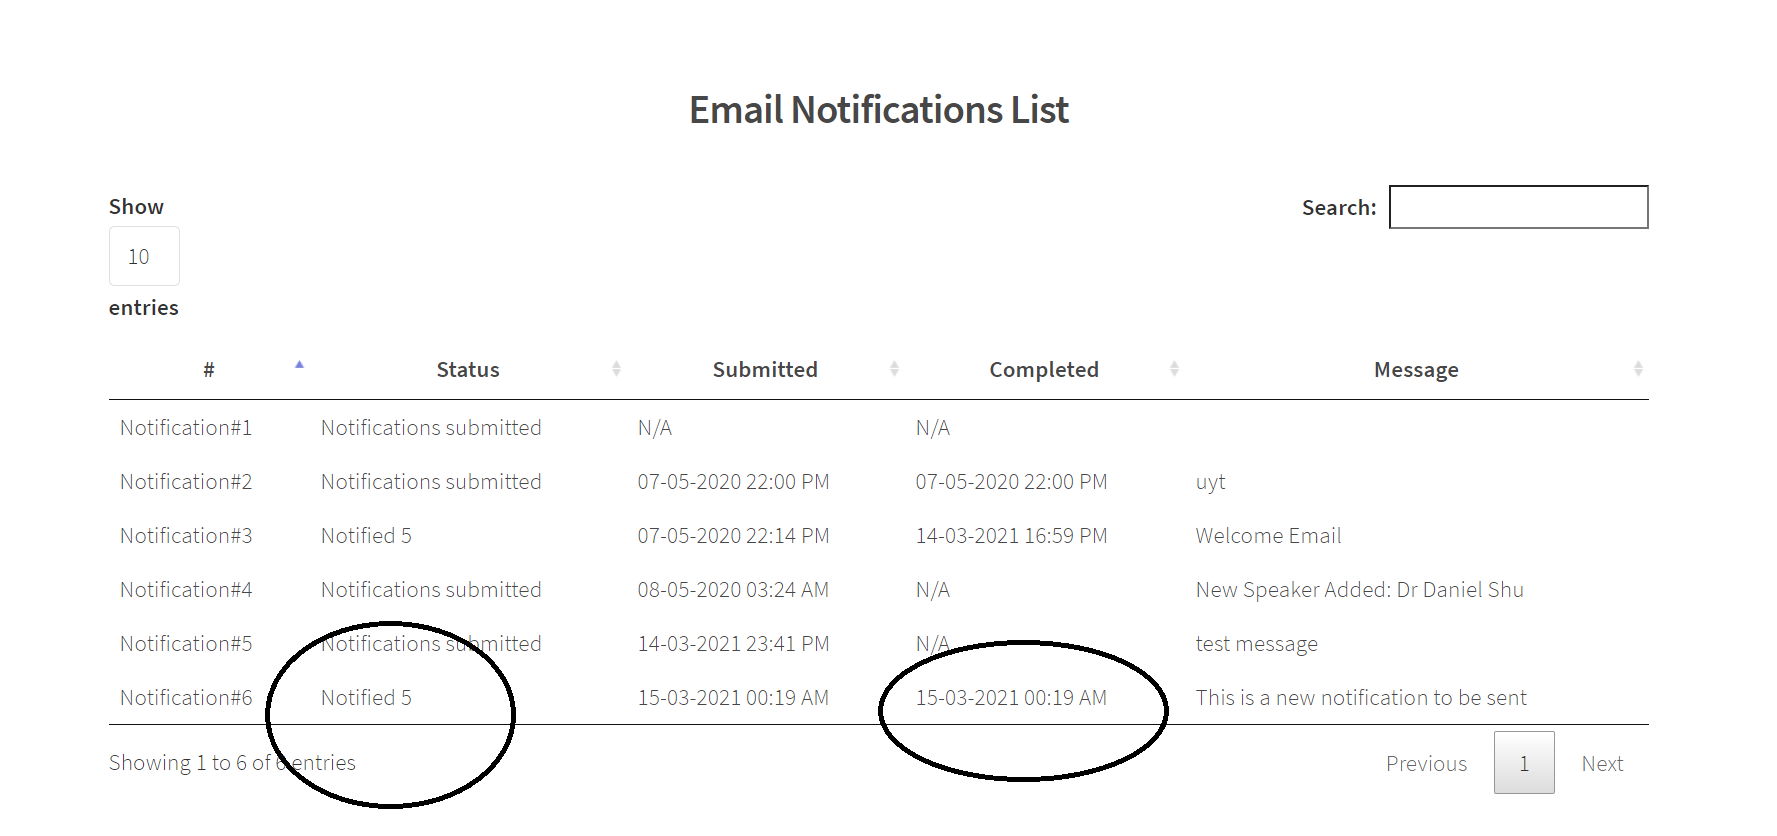 Email Notifications List
Show
Search:
10
entries
# Status Submitted Completed Message
Notification#1 Notifications submitted N/A N/A
Notification#2 Notifications submitted 07-05-2020 22:00 PM 07-05-2020 22:00 PM uyt
Notification#3 Notified 5 07-05-2020 22:14 PM 14-03-2021 16:59 PM Welcome Email
Notification#4 Notifications submitted 08-05-2020 03:24 AM N/A New Speaker Added: Dr Daniel Shu
Notification#5 Notifications submitted 14-03-2021 23:41 PM N/A test message
Notification#6 Notified 5 15-03-2021 00:19 AM 15-03-2021 00:19 AM This is a new notification to be sent
Showing 1 to 6 of 6 entries Previous 1 Next